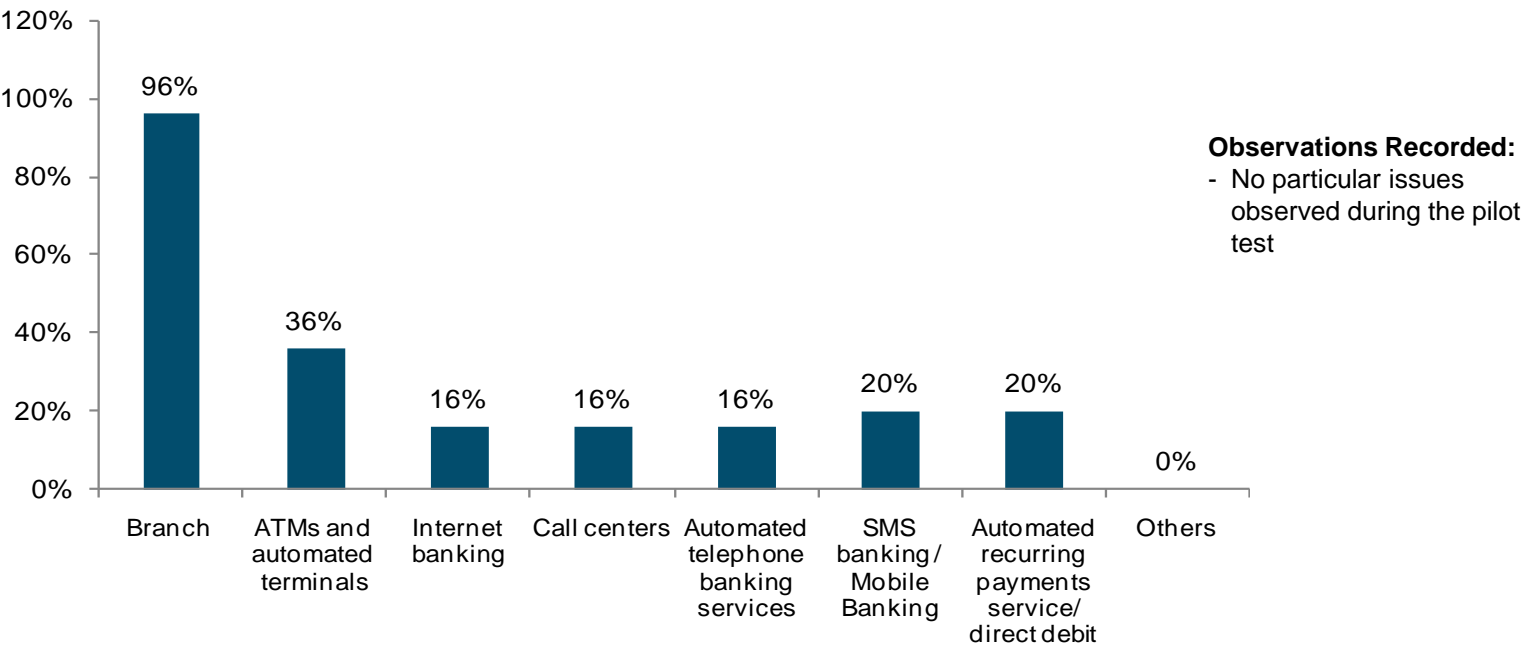 120%
100%
80%
60%
40%
20%
0%
96%
36%
16%
16%
16%
20%
20%
0%
Branch
ATMs and
automated
terminals
Internet
banking
Call centers
Automated
telephone
banking
services
SMS
banking/
Mobile
Banking
Automated
recurring
payments
service/
direct debit
Others
Observations Recorded:
- No particular issues
observed during the pilot
test